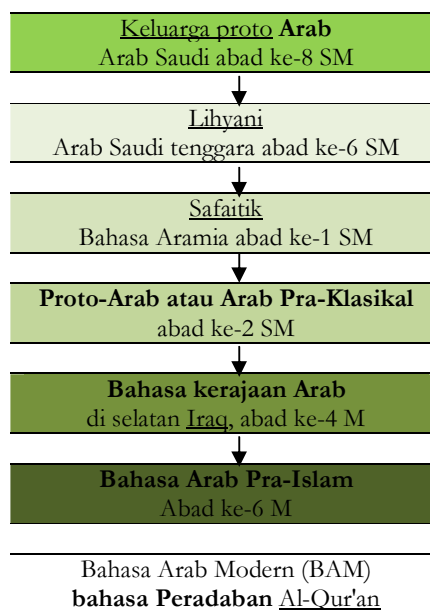 Keluarga proto Arab
Arab Saudi abad ke-8 SM
Lihyani
Arab Saudi tenggara abad ke-6 SM
Safaitik
Bahasa Aramia abad ke-1 SM
Proto-Arab atau Arab Pra-Klasikal
abad ke-2 SM
Bahasa kerajaan Arab
di selatan Iraq, abad ke-4 M
Bahasa Arab Pra-Islam
Abad ke-6 M
Bahasa Arab Modern (BAM)
bahasa Peradaban Al-Qur'an